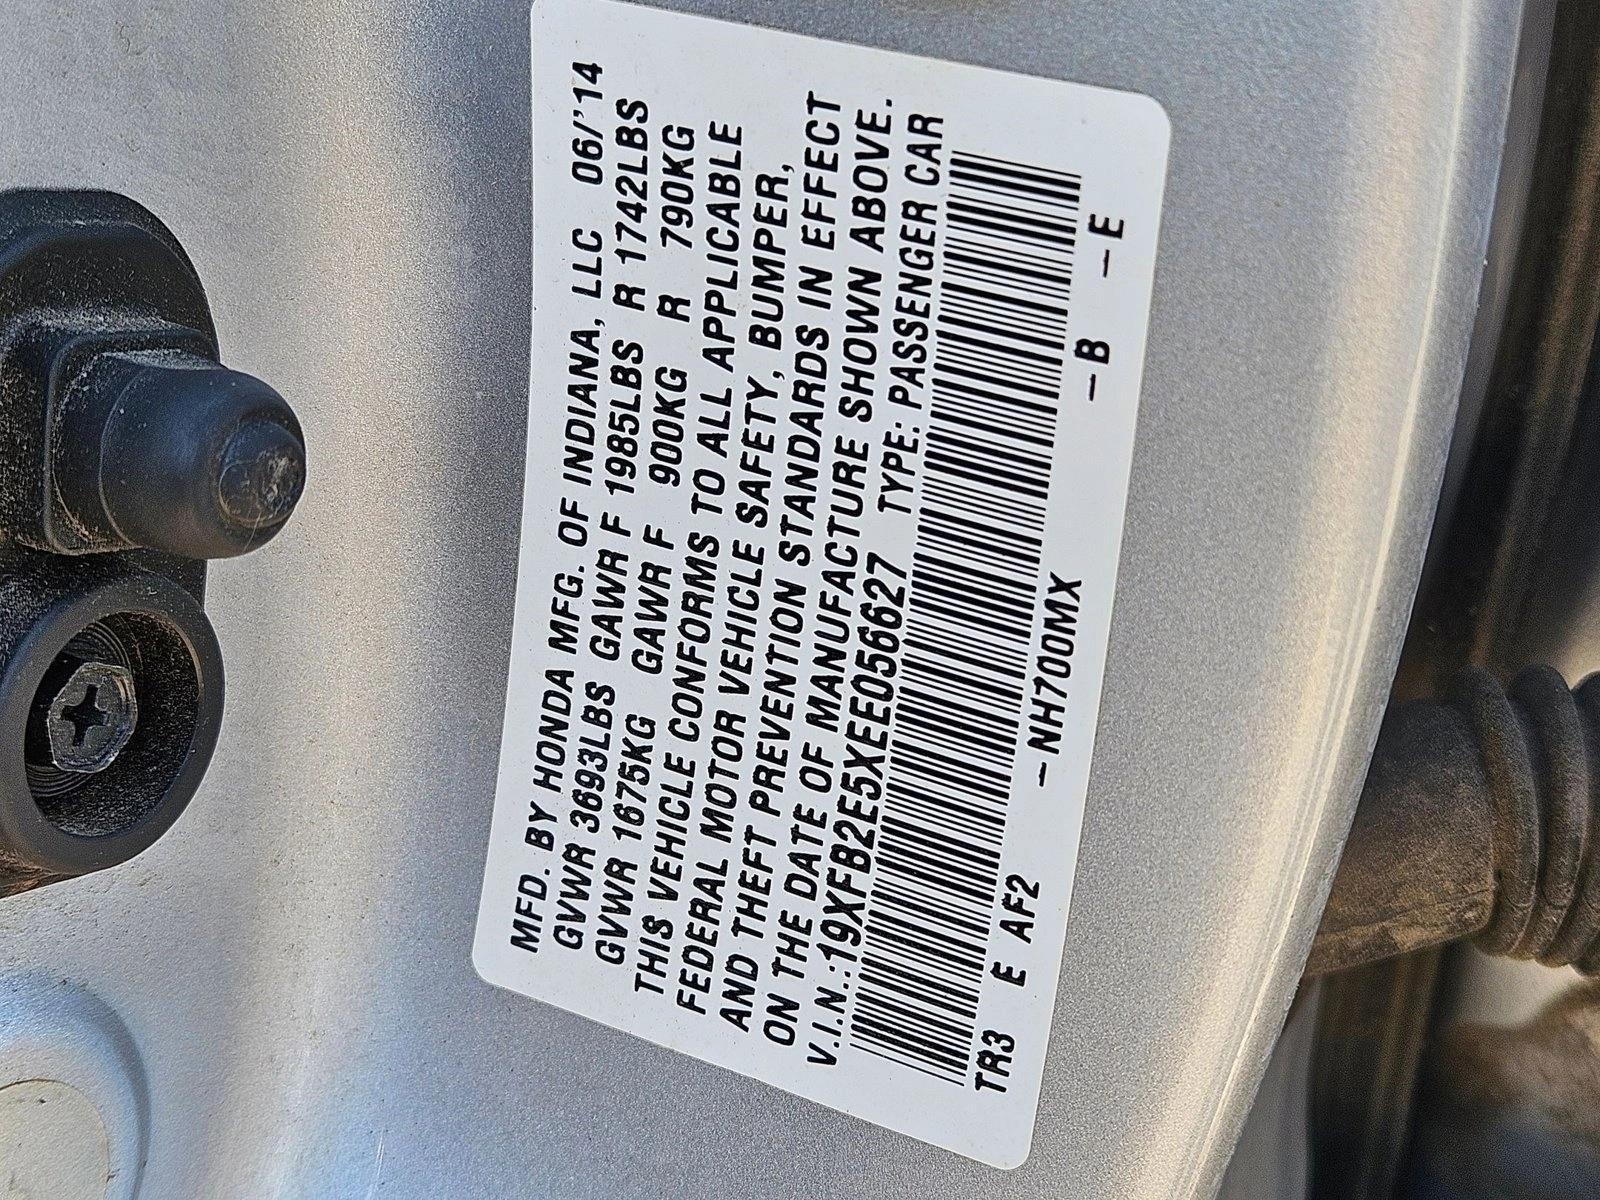 MFD. BY HONDA MFG. OF INDIANA, LLC 06/'14
GVWR 3693LBS GAWR F 1985LBS R 1742LBS
GVWR 1675KG GAWR F 900KG R 790KG
THIS VEHICLE CONFORMS TO ALL APPLICABLE
FEDERAL MOTOR VEHICLE SAFETY, BUMPER,
AND THEFT PREVENTION STANDARDS IN EFFECT
ON THE DATE OF MANUFACTURE SHOWN ABOVE.
V.I.N.:19XFB2E5XEE056627 TYPE: PASSENGER CAR
TR3 E AF2 –NH700MX –B –E